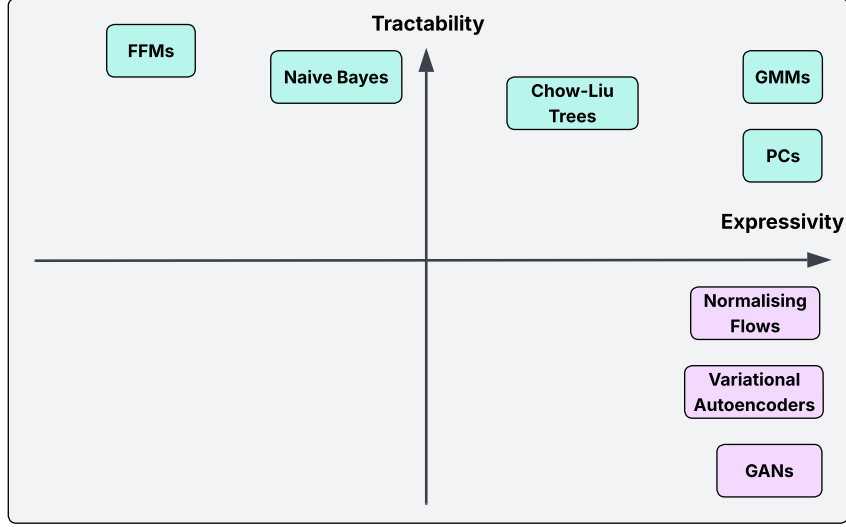 Tractability
FFMs
Naive Bayes
Chow-Liu
Trees
GMMs
PCs
Expressivity
Normalising
Flows
Variational
Autoencoders
GANs